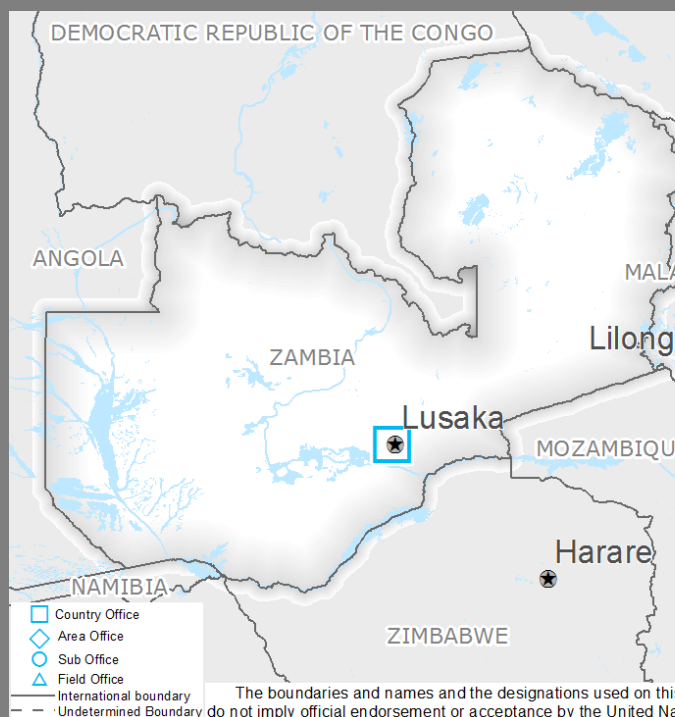 DEMOCRATIC REPUBLIC OF THE CONGO
ANGOLA
MALA
Lilong
ZAMBIA
Lusaka
MOZAMBIQU
Harare
NAMIBIA
ZIMBABWE
Country Office
Area Office
Sub Office
Field Office
International boundary
Undetermined Boundary
The boundaries and names and the designations used on this
do not imply official endorsement or acceptance by the United Na